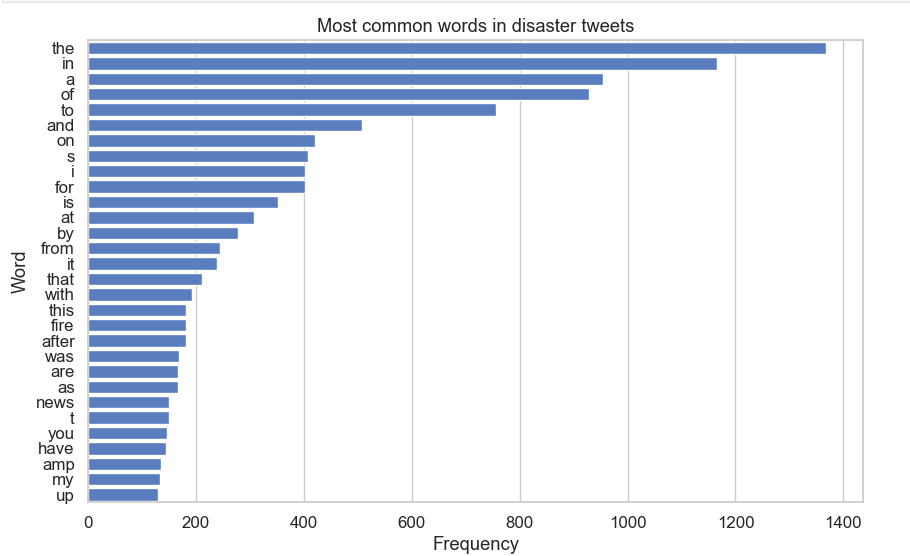 Most common words in disaster tweets
the
in
a
of
to
and
on
s
i
for
is
at
by
from
it
that
with
this
fire
after
was
are
as
news
t
you
have
amp
my
up
Word
0 200 400 600 800 1000 1200 1400
Frequency